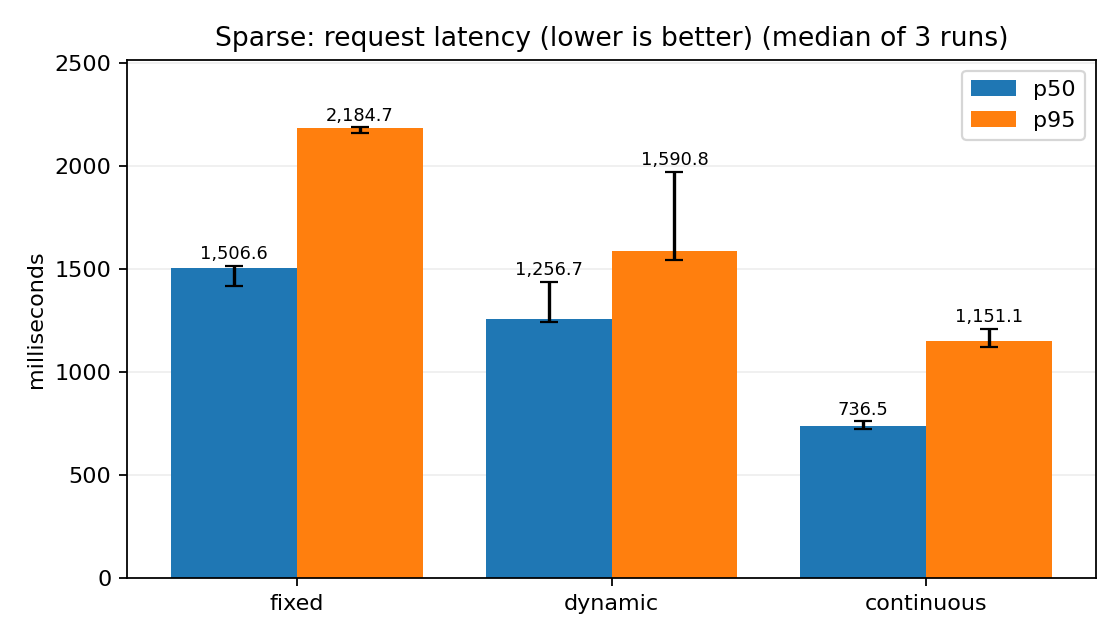 Sparse: request latency (lower is better) (median of 3 runs)
milliseconds
2500
2000
1500
1000
500
0
p50
p95
1,506.6
2,184.7
1,256.7
1,590.8
736.5
1,151.1
fixed
dynamic
continuous